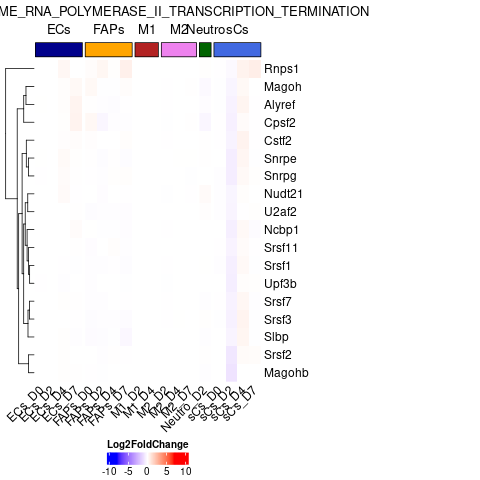 ME_RNA_POLYMERASE_II_TRANSCRIPTION_TERMINATION
ECs FAPs M1 M2 Neutros SCs
Rnps1
Magoh
Alyref
Cpsf2
Cstf2
Snrpe
Snrpg
Nudt21
U2af2
Ncbp1
Srsf11
Srsf1
Upf3b
Srsf7
Srsf3
Slbp
Srsf2
Magohb
ECs_D0 ECs_D2 ECs_D4 ECs_D7 FAPs_D0 FAPs_D2 FAPs_D4 FAPs_D7 M1_D2 M1_D4 M2_D2 M2_D4 M2_D7 Neutro_D2 sCs_D0 sCs_D2 sCs_D4 sCs_D7
Log2FoldChange
-10 -5 0 5 10